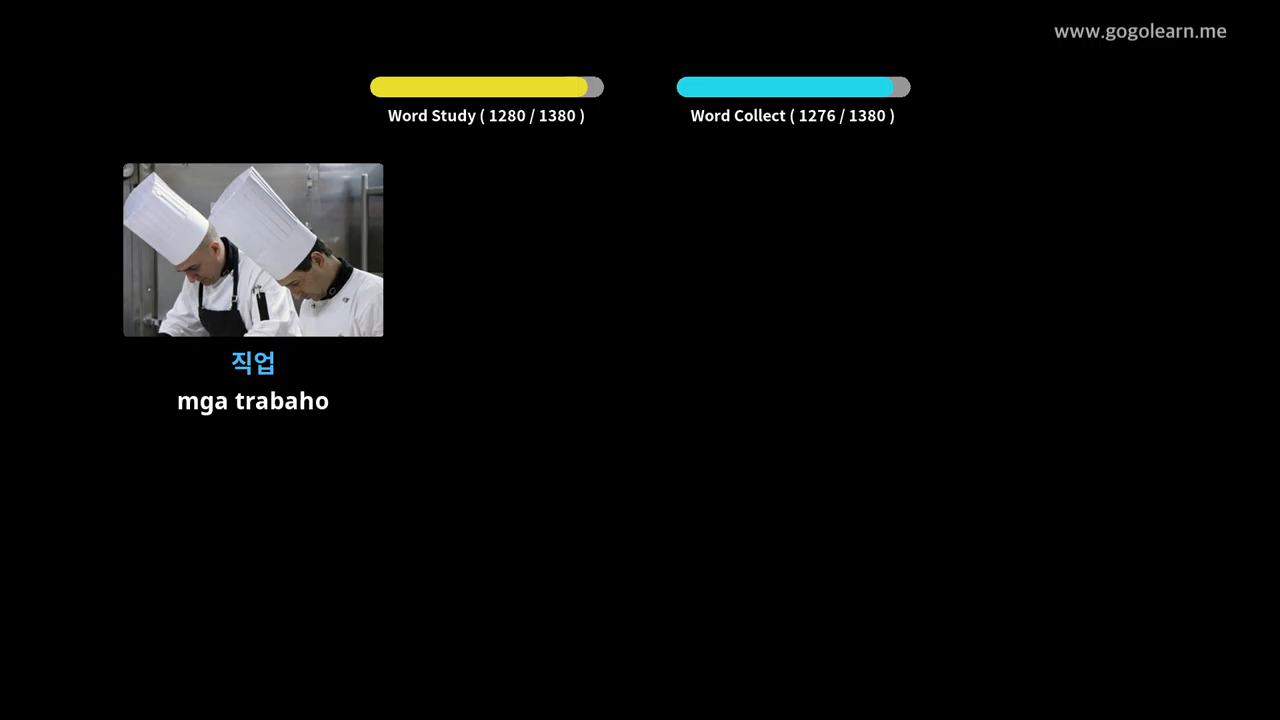 www.gogolearn.me
Word Study ( 1280 / 1380 )
Word Collect ( 1276 / 1380 )
직업
mga trabaho